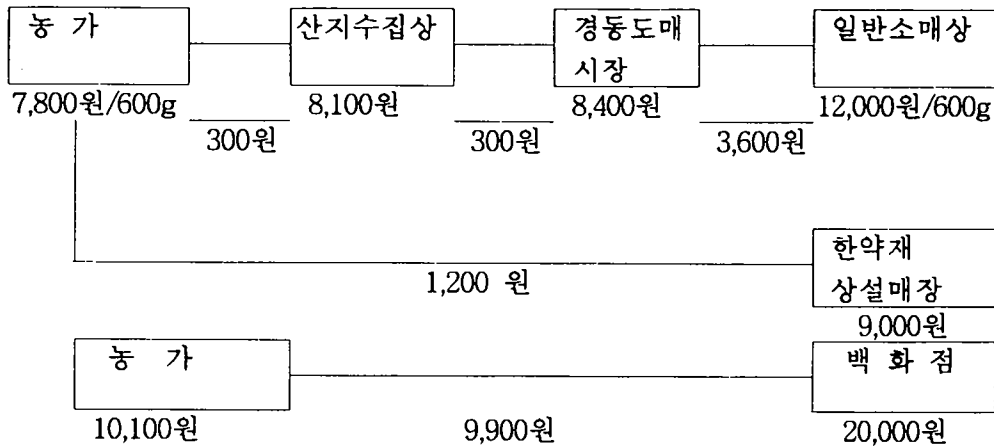 농 가 산지수집상 경동도매 일반소매상
시장
7,800원/600g 8,100원 8,400원 12,000원/600g
300원 300원 3,600원
한약재
1,200 원 상설매장
9,000원
농 가 백 화 점
10,100원 9,900원 20,000원